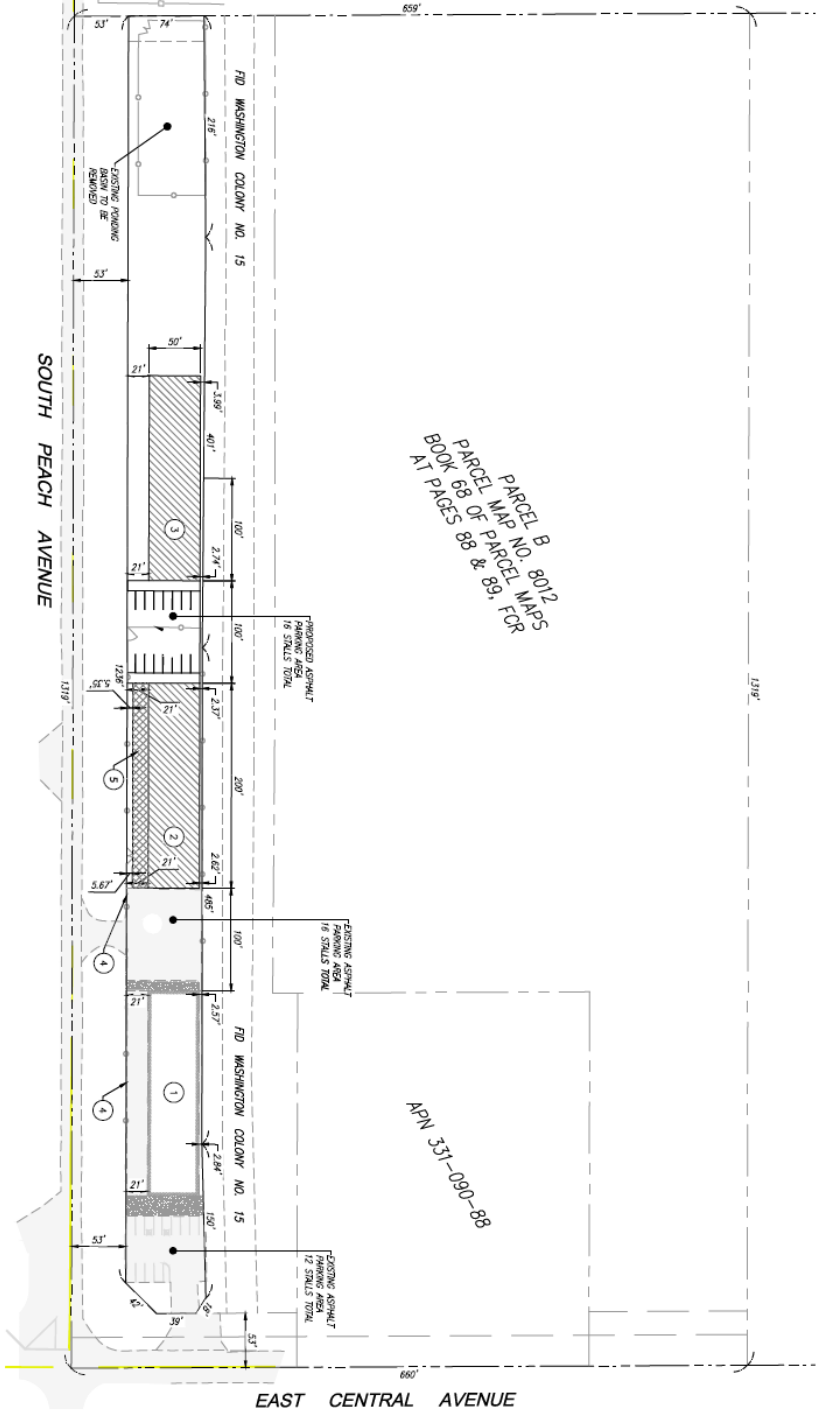 659'
53'
74'
FID WASHINGTON COLONY NO. 15
216'
EXISTING PONDING
BASIN TO BE
REMOVED
53'
50'
21'
3.99'
401'
SOUTH PEACH AVENUE
PARCEL B
PARCEL MAP NO. 8012
BOOK 68 OF PARCEL MAPS
AT PAGES 88 & 89, FCR
100'
3
2.74'
21'
100'
PROPOSED ASPHALT
PARKING AREA
16 STALLS TOTAL
1236'
1319'
5.35'
21'
2.37'
1319'
5
200'
2
21'
2.62'
5.67'
485'
100'
EXISTING ASPHALT
PARKING AREA
16 STALLS TOTAL
4
21'
2.57'
FID WASHINGTON COLONY NO. 15
1
4
2.84'
APN 331-090-88
21'
150'
53'
EXISTING ASPHALT
PARKING AREA
12 STALLS TOTAL
42'
39'
53'
660'
EAST CENTRAL AVENUE